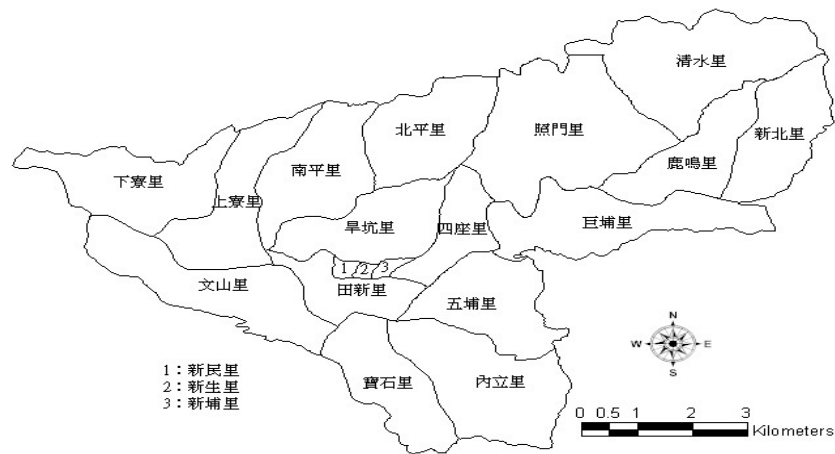 清水里
北平里
照門里
新北里
鹿鳴里
南平里
下寮里
上寮里
旱坑里
四座里
巨埔里
1 2 3
文山里
田新里
五埔里
N
W E
S
1：新民里
2：新生里
3：新埔里
寶石里
內立里
0 0.5 1 2 3
Kilometers